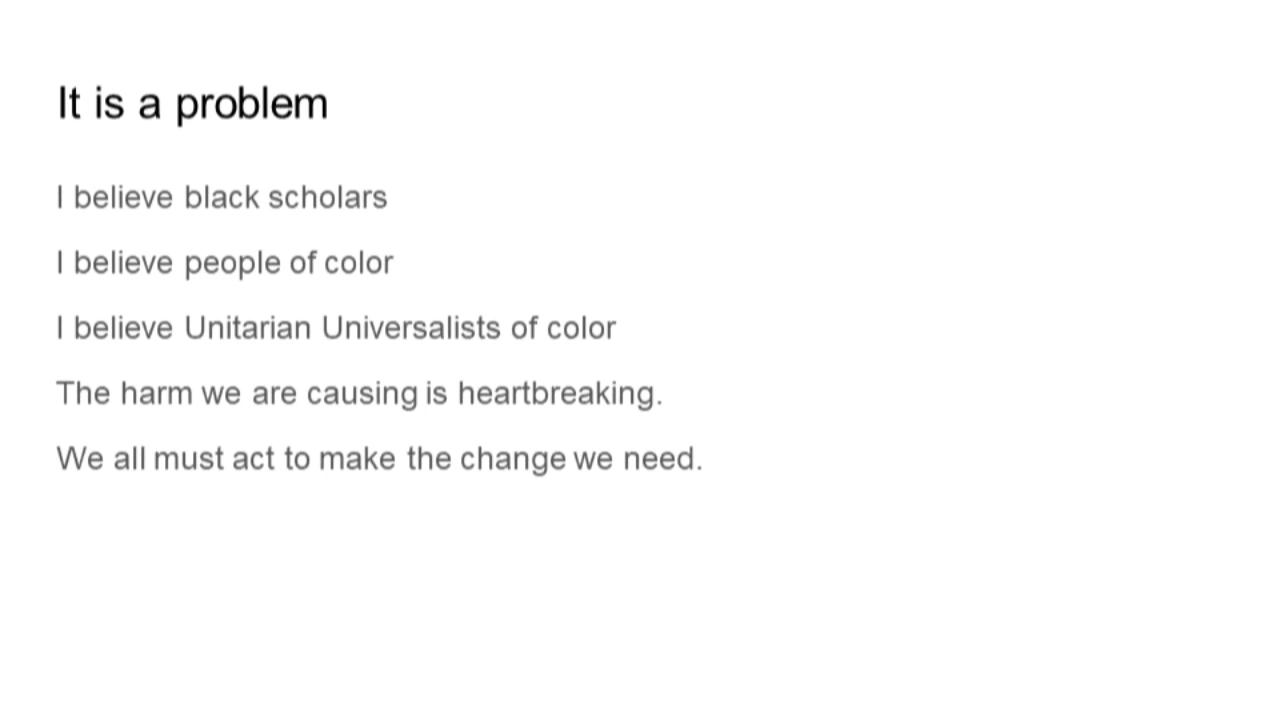 It is a problem
I believe black scholars
I believe people of color
I believe Unitarian Universalists of color
The harm we are causing is heartbreaking.
We all must act to make the change we need.